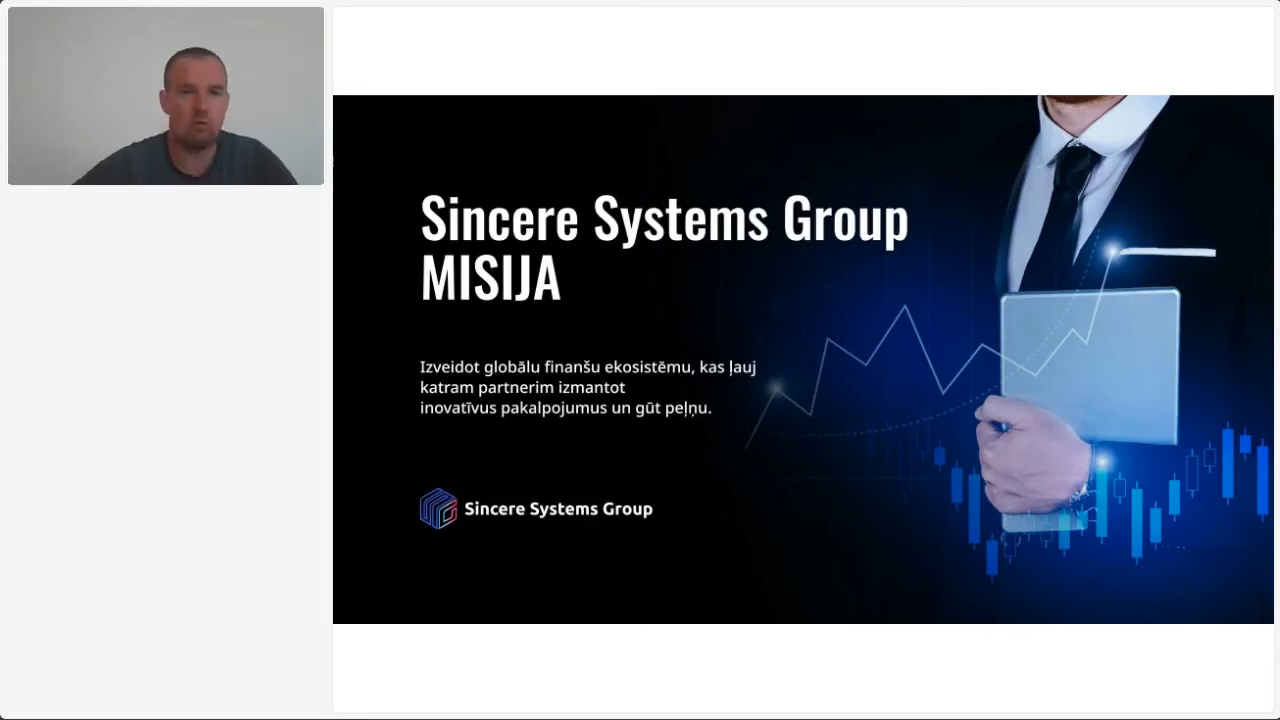 Sincere Systems Group
MISIJA
Izveidot globālu finanšu ekosistēmu, kas ļauj
katram partnerim izmantot
inovatīvus pakalpojumus un gūt peļņu.
Sincere Systems Group